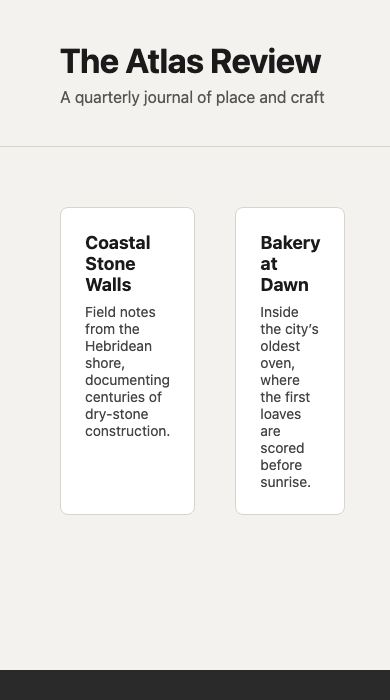 The Atlas Review
A quarterly journal of place and craft
Coastal
Stone
Walls
Field notes
from the
Hebridean
shore,
documenting
centuries of
dry-stone
construction.
Bakery
at
Dawn
Inside
the city’s
oldest
oven,
where
the first
loaves
are
scored
before
sunrise.